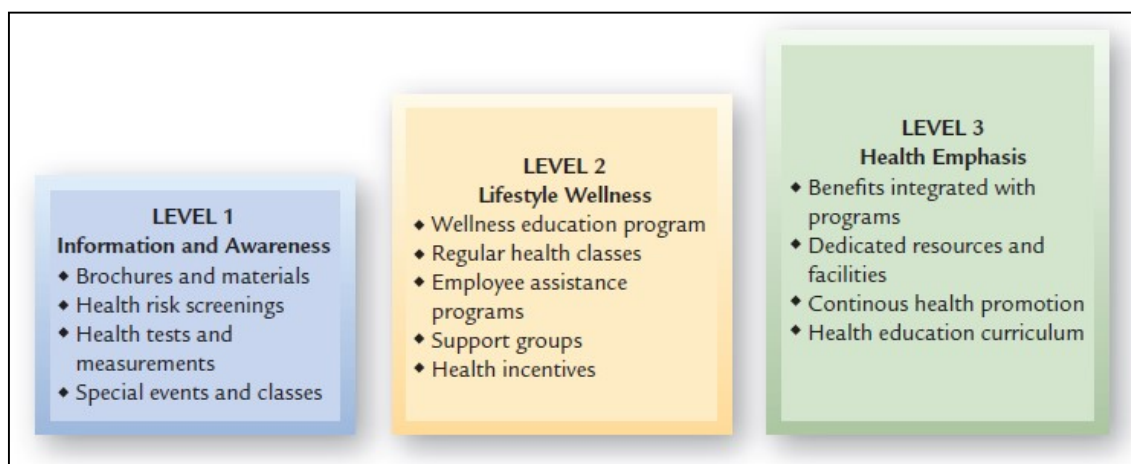 LEVEL 1
Information and Awareness
◆ Brochures and materials
◆ Health risk screenings
◆ Health tests and
measurements
◆ Special events and classes
LEVEL 2
Lifestyle Wellness
◆ Wellness education program
◆ Regular health classes
◆ Employee assistance
programs
◆ Support groups
◆ Health incentives
LEVEL 3
Health Emphasis
◆ Benefits integrated with
programs
◆ Dedicated resources and
facilities
◆ Continous health promotion
◆ Health education curriculum